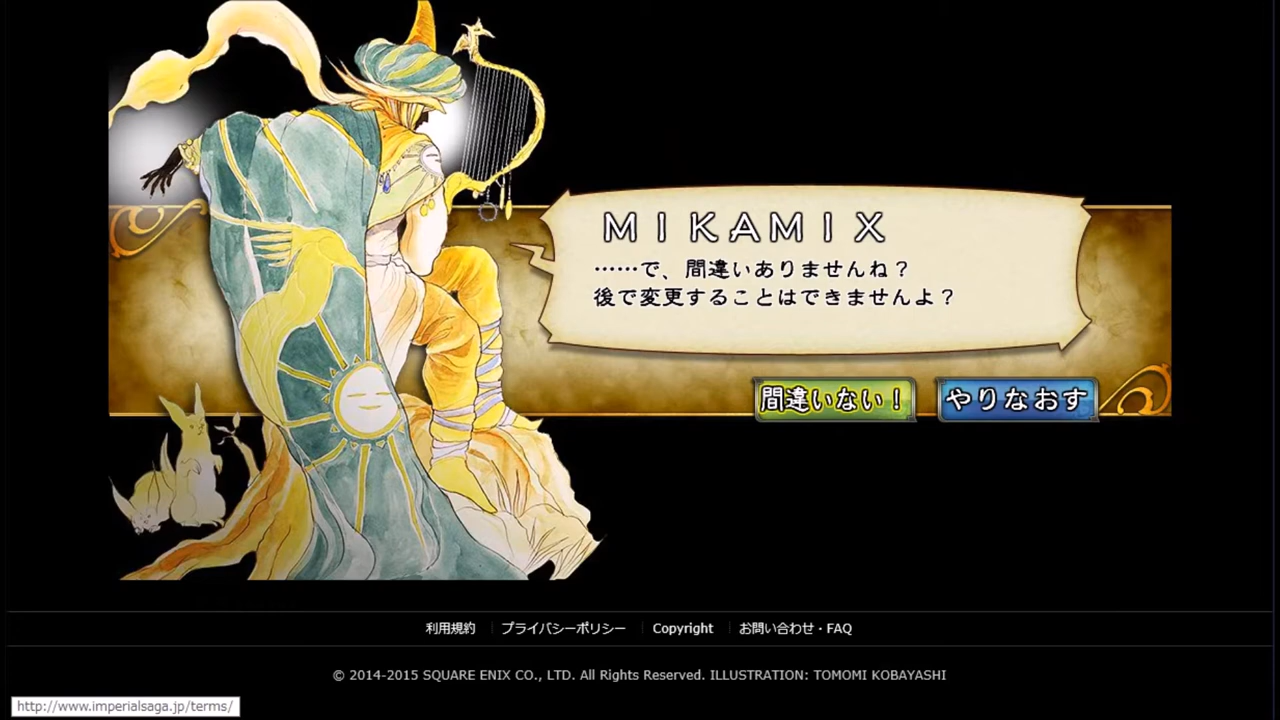 ＭＩＫＡＭＩＸ
……で、間違いありませんね？
後で変更することはできませんよ？
間違いない！
やりなおす
利用規約
プライバシーポリシー
Copyright
お問い合わせ・FAQ
© 2014-2015 SQUARE ENIX CO., LTD. All Rights Reserved. ILLUSTRATION: TOMOMI KOBAYASHI
http://www.imperialsaga.jp/terms/